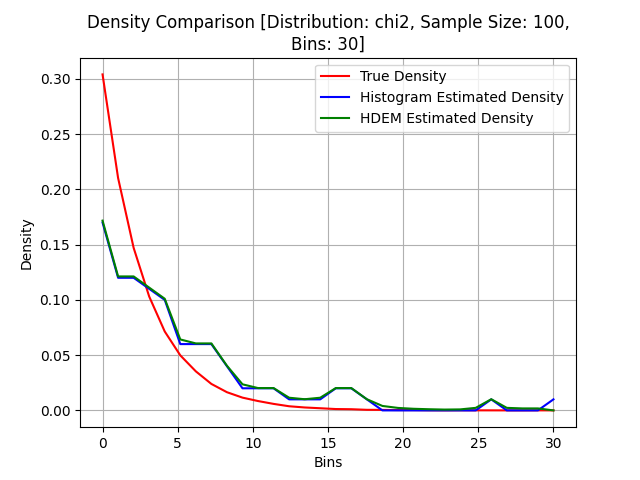 Density Comparison [Distribution: chi2, Sample Size: 100,
Bins: 30]
True Density
Histogram Estimated Density
HDEM Estimated Density
Density
0.30
0.25
0.20
0.15
0.10
0.05
0.00
0 5 10 15 20 25 30
Bins